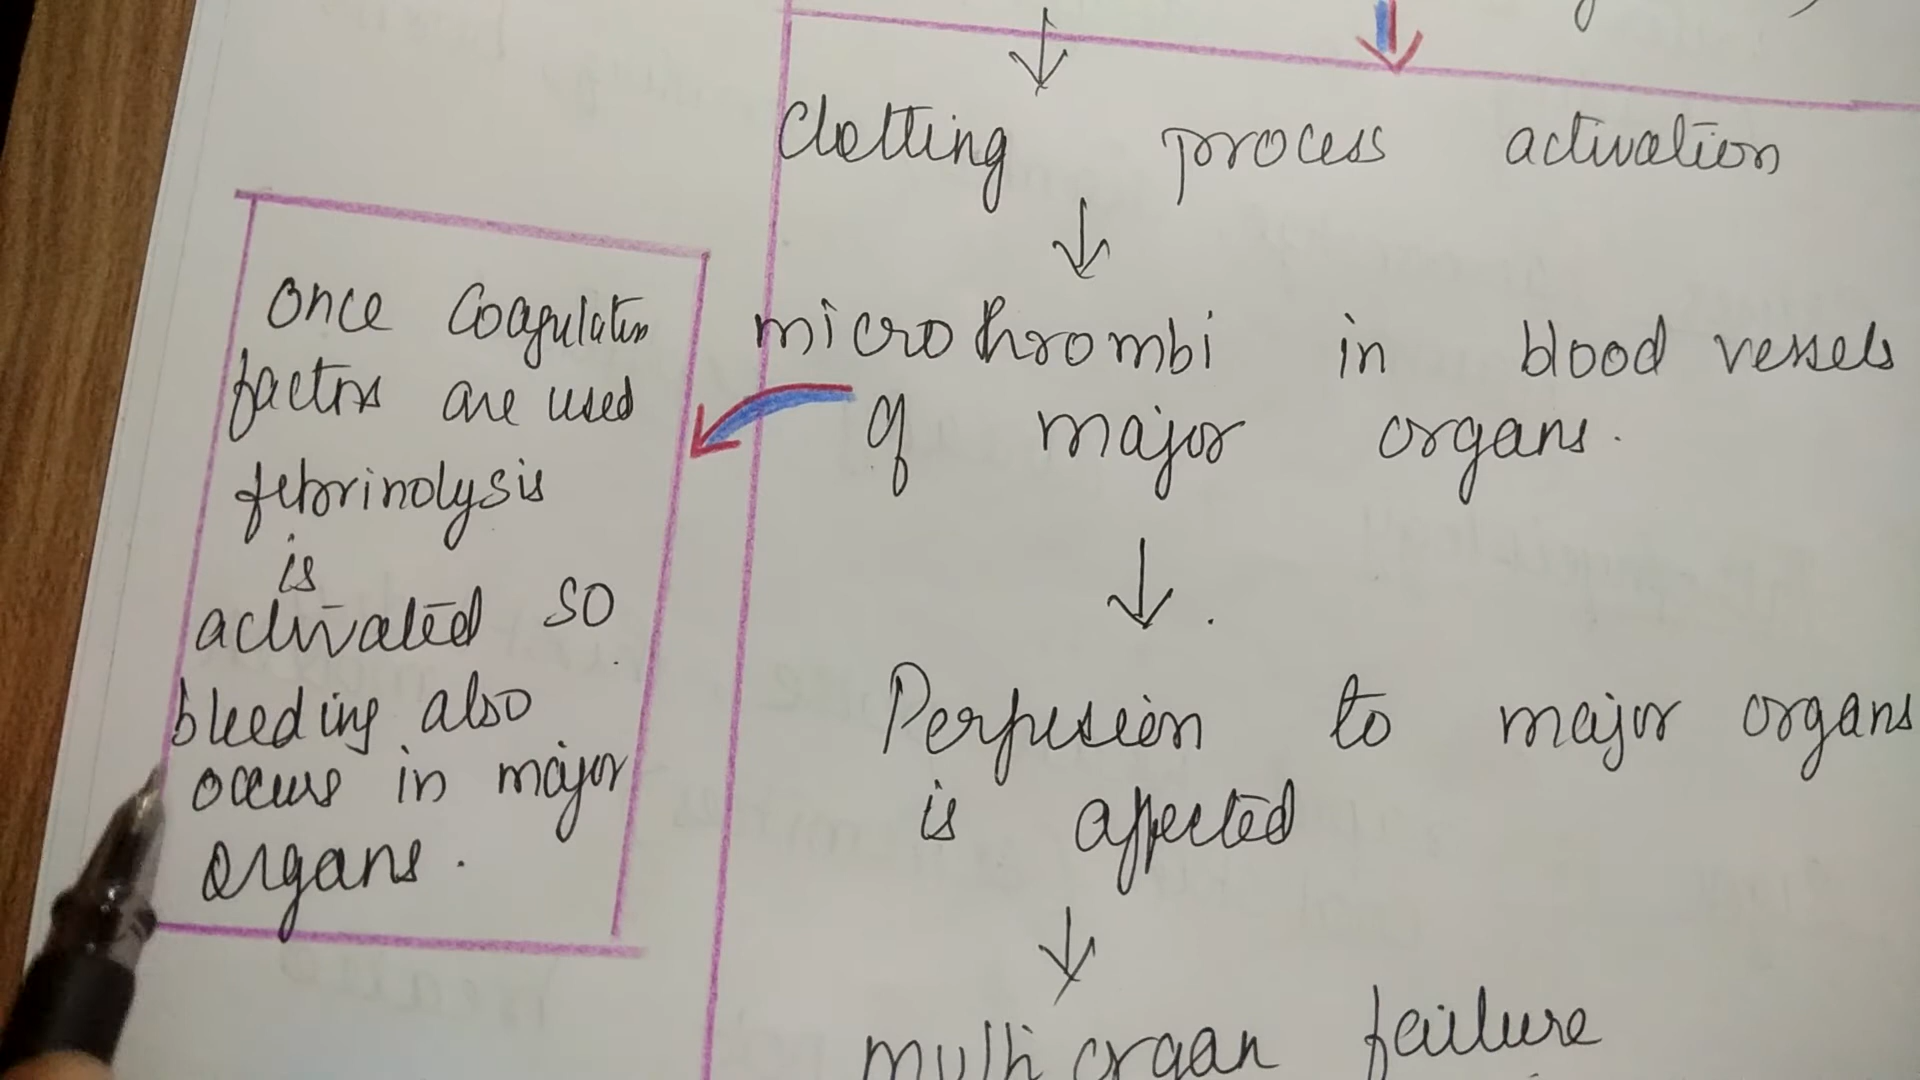 Clotting process activation
microthrombi in blood vessels
of major organs.
Perfusion to major organs
is affected
multi organ failure
Once Coagulation
factors are used
febrinolysis
is
activated so
bleeding also
occurs in major
organs.